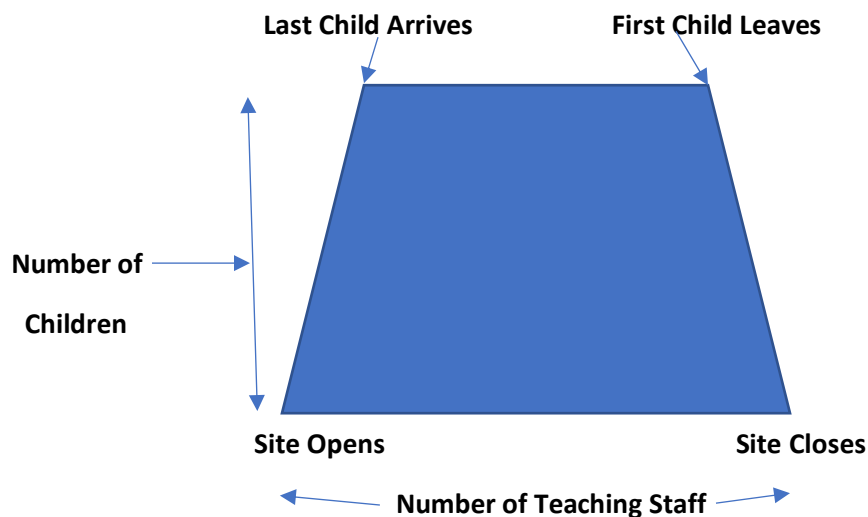 Last Child Arrives
First Child Leaves
Number of
Children
Site Opens
Site Closes
Number of Teaching Staff